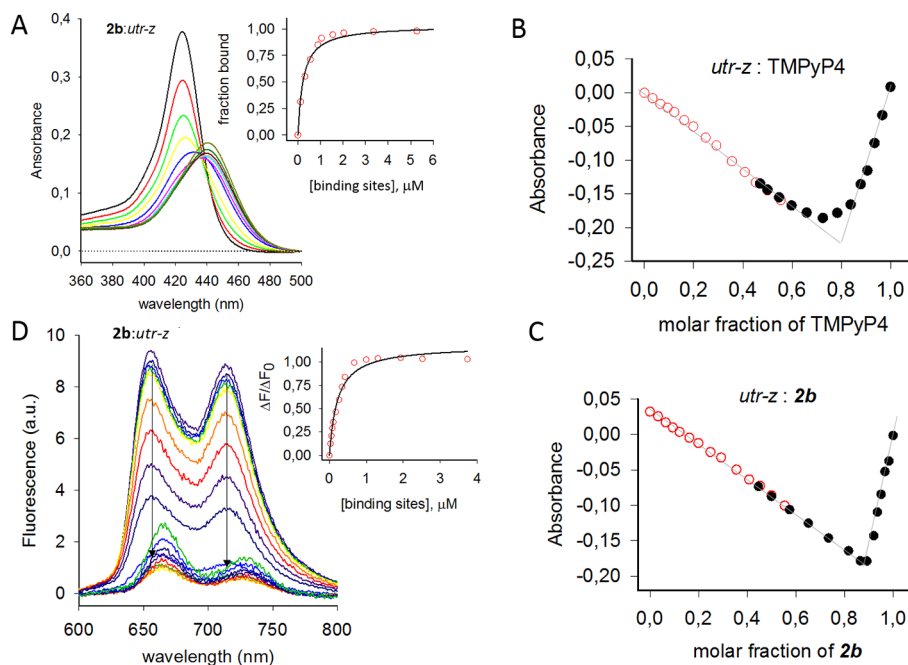 A
2b:utr-z
0,4
0,3
0,2
0,1
0,0
Ansorbance
360 380 400 420 440 460 480 500
wavelength (nm)
1,00
0,75
0,50
0,25
0,00
fraction bound
0 1 2 3 4 5 6
[binding sites], µM
B
utr-z : TMPyP4
0,05
0,00
-0,05
-0,10
-0,15
-0,20
-0,25
Absorbance
0,0 0,2 0,4 0,6 0,8 1,0
molar fraction of TMPyP4
D
2b:utr-z
10
8
6
4
2
0
Fluorescence (a.u.)
600 650 700 750 800
wavelength (nm)
1,00
0,75
0,50
0,25
0,00
ΔF/ΔF0
0 1 2 3 4
[binding sites], µM
C
utr-z : 2b
0,05
0,00
-0,05
-0,10
-0,15
-0,20
Absorbance
0,0 0,2 0,4 0,6 0,8 1,0
molar fraction of 2b